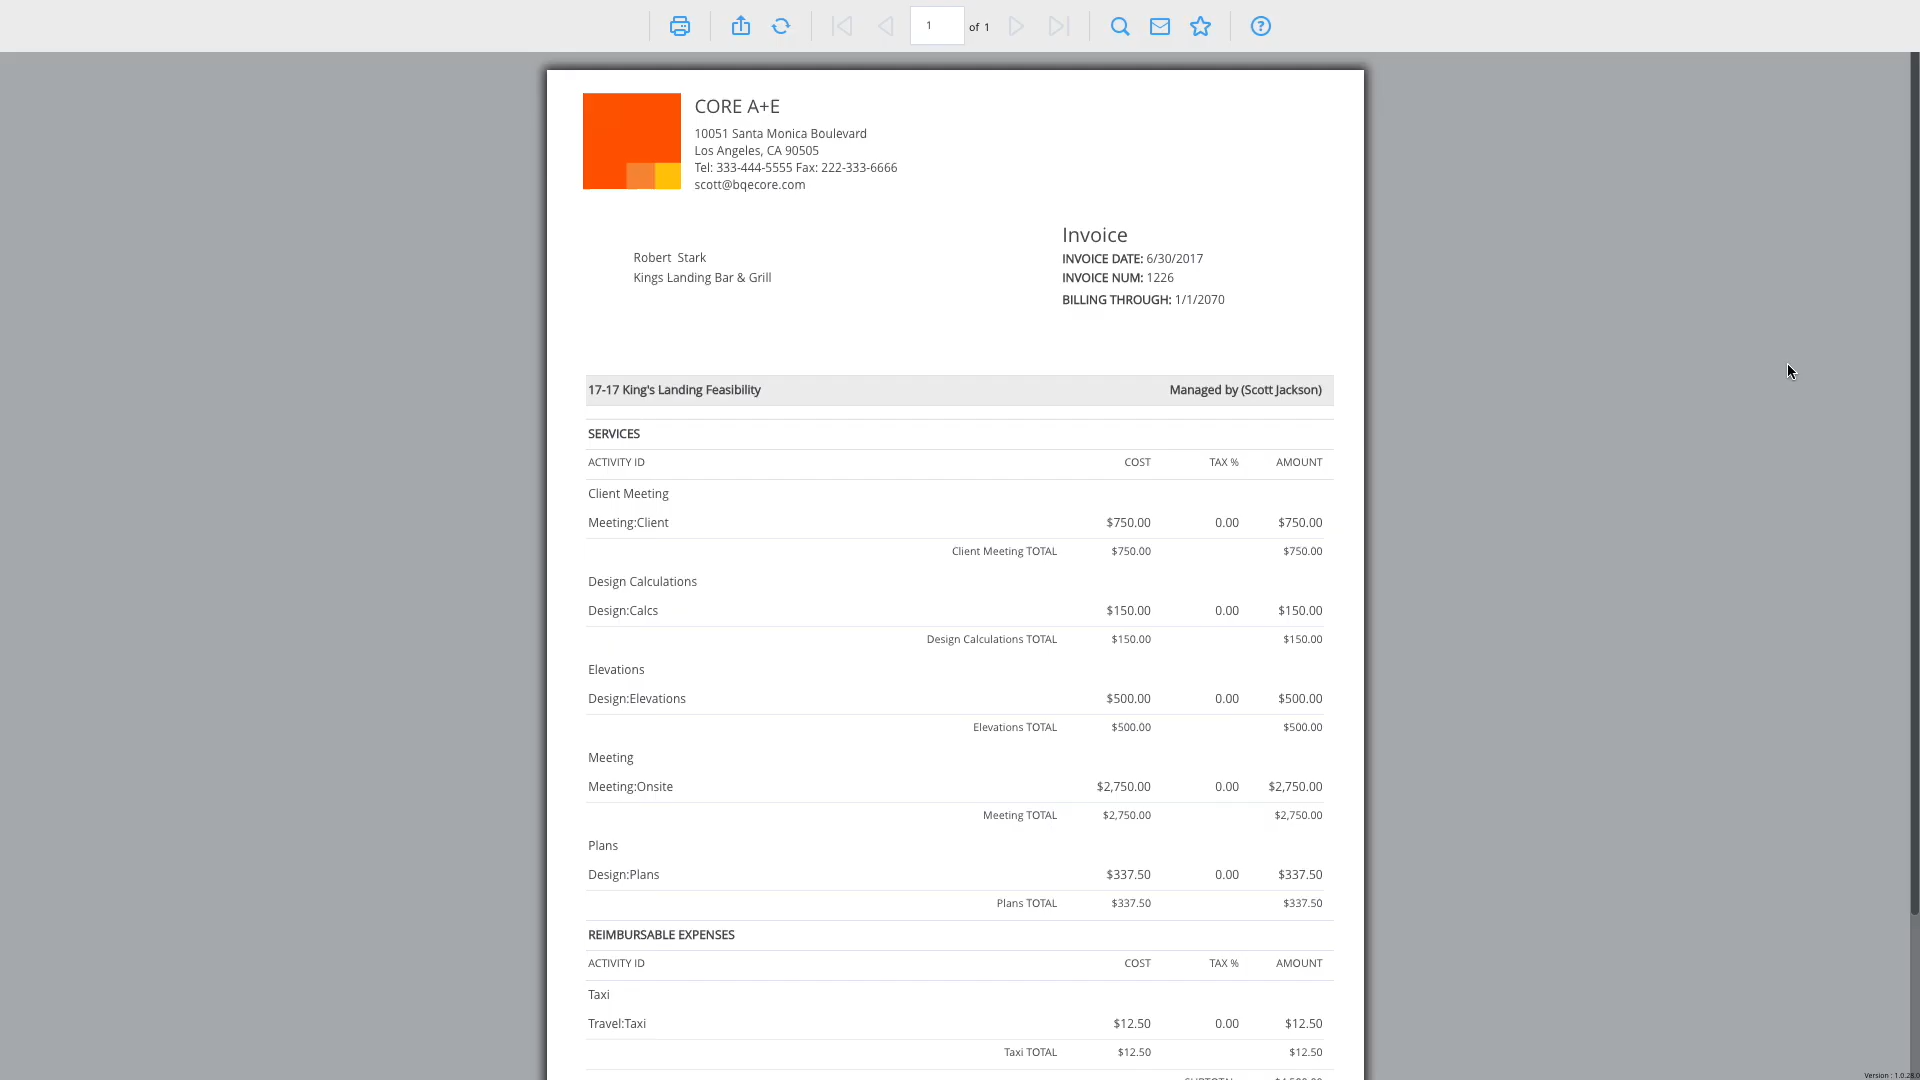 1 of 1
CORE A+E
10051 Santa Monica Boulevard
Los Angeles, CA 90505
Tel: 333-444-5555 Fax: 222-333-6666
scott@bqecore.com
Invoice
Robert Stark
INVOICE DATE: 6/30/2017
Kings Landing Bar & Grill
INVOICE NUM: 1226
BILLING THROUGH: 1/1/2070
17-17 King's Landing Feasibility Managed by (Scott Jackson)
SERVICES
ACTIVITY ID COST TAX % AMOUNT
Client Meeting
Meeting:Client $750.00 0.00 $750.00
Client Meeting TOTAL $750.00 $750.00
Design Calculations
Design:Calcs $150.00 0.00 $150.00
Design Calculations TOTAL $150.00 $150.00
Elevations
Design:Elevations $500.00 0.00 $500.00
Elevations TOTAL $500.00 $500.00
Meeting
Meeting:Onsite $2,750.00 0.00 $2,750.00
Meeting TOTAL $2,750.00 $2,750.00
Plans
Design:Plans $337.50 0.00 $337.50
Plans TOTAL $337.50 $337.50
REIMBURSABLE EXPENSES
ACTIVITY ID COST TAX % AMOUNT
Taxi
Travel:Taxi $12.50 0.00 $12.50
Taxi TOTAL $12.50 $12.50